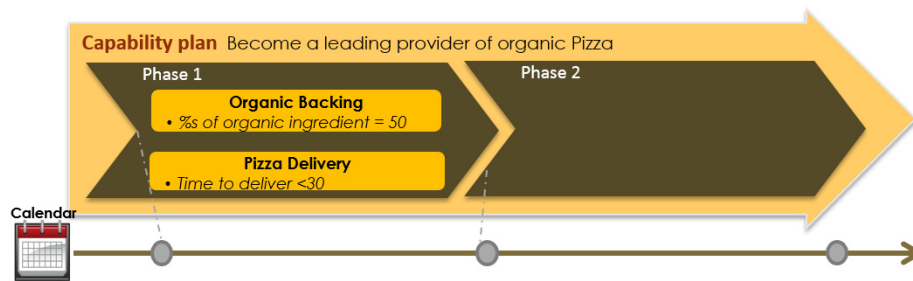 Capability plan Become a leading provider of organic Pizza
Phase 1
Phase 2
Organic Backing
• %s of organic ingredient = 50
Pizza Delivery
• Time to deliver <30
Calendar